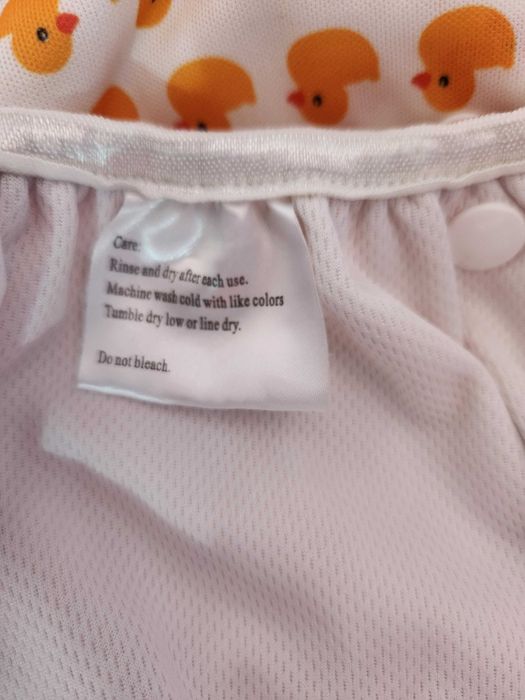 Care:
Rinse and dry after each use.
Machine wash cold with like colors
Tumble dry low or line dry.
Do not bleach.